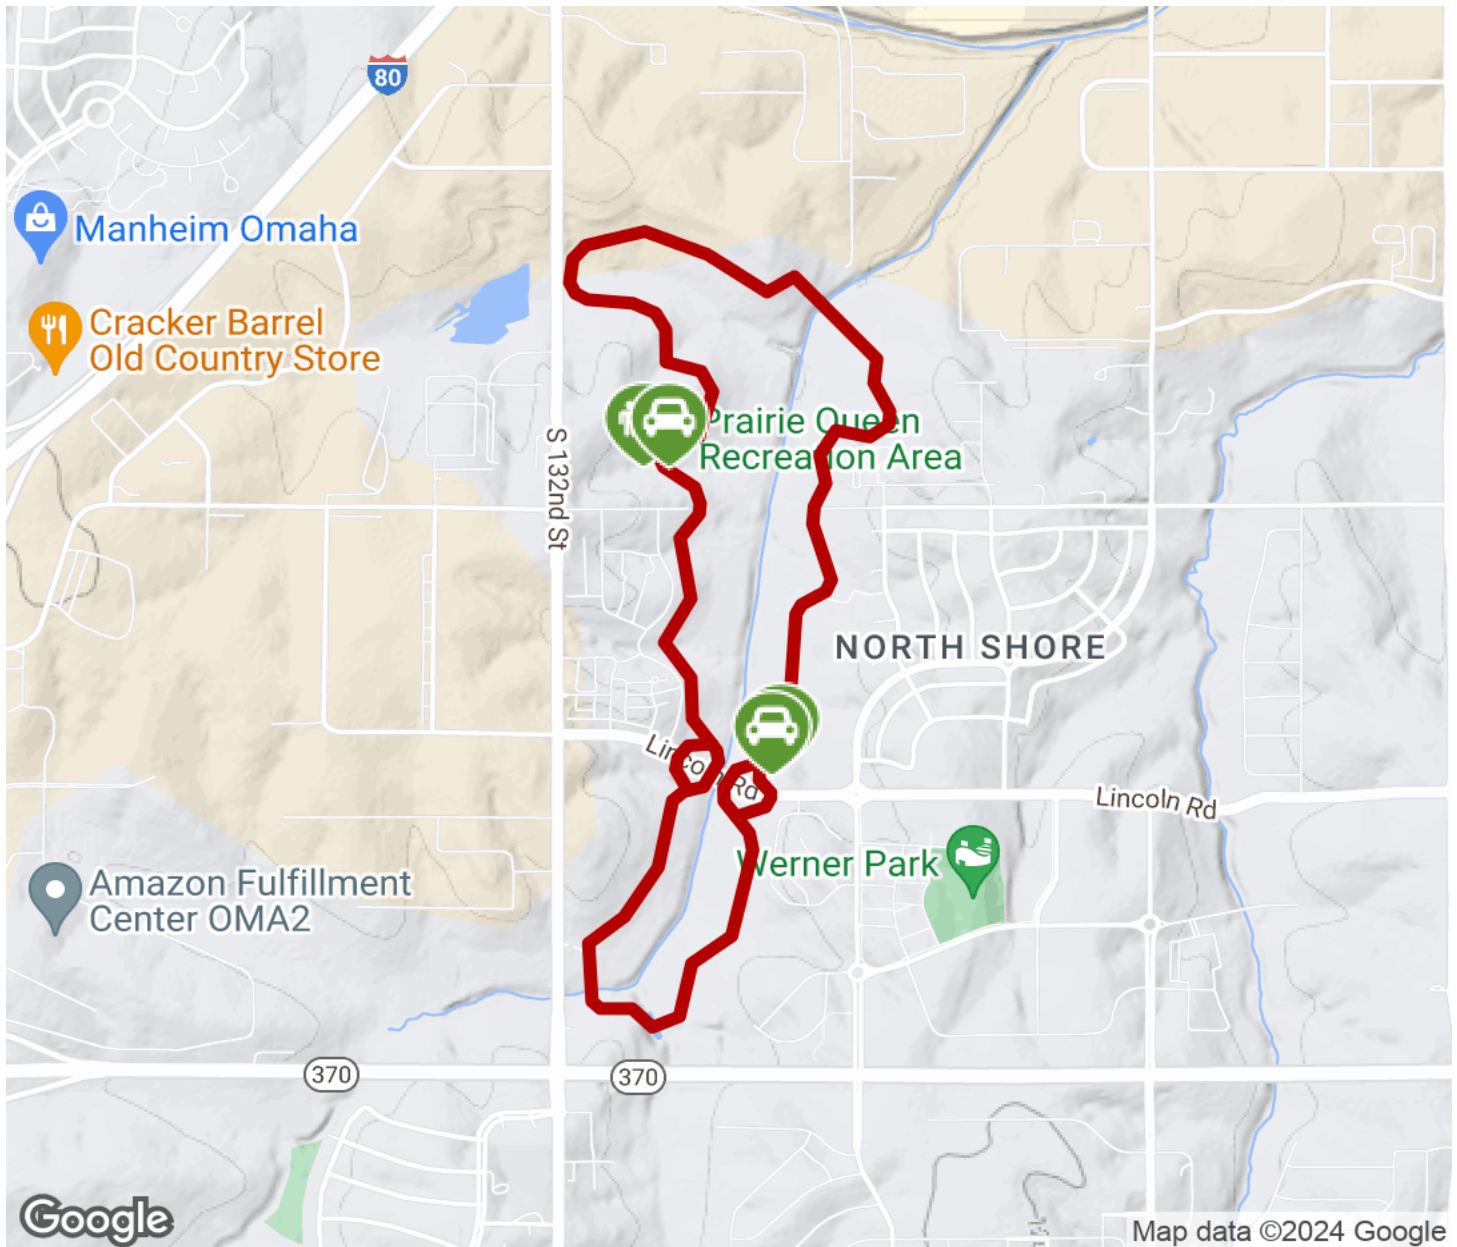 80
Manheim Omaha
Cracker Barrel
Old Country Store
S 132nd St
Prairie Queen
Recreation Area
NORTH SHORE
Lincoln Rd
Lincoln Rd
Werner Park
Amazon Fulfillment
Center OMA2
370
370
Google
Map data ©2024 Google